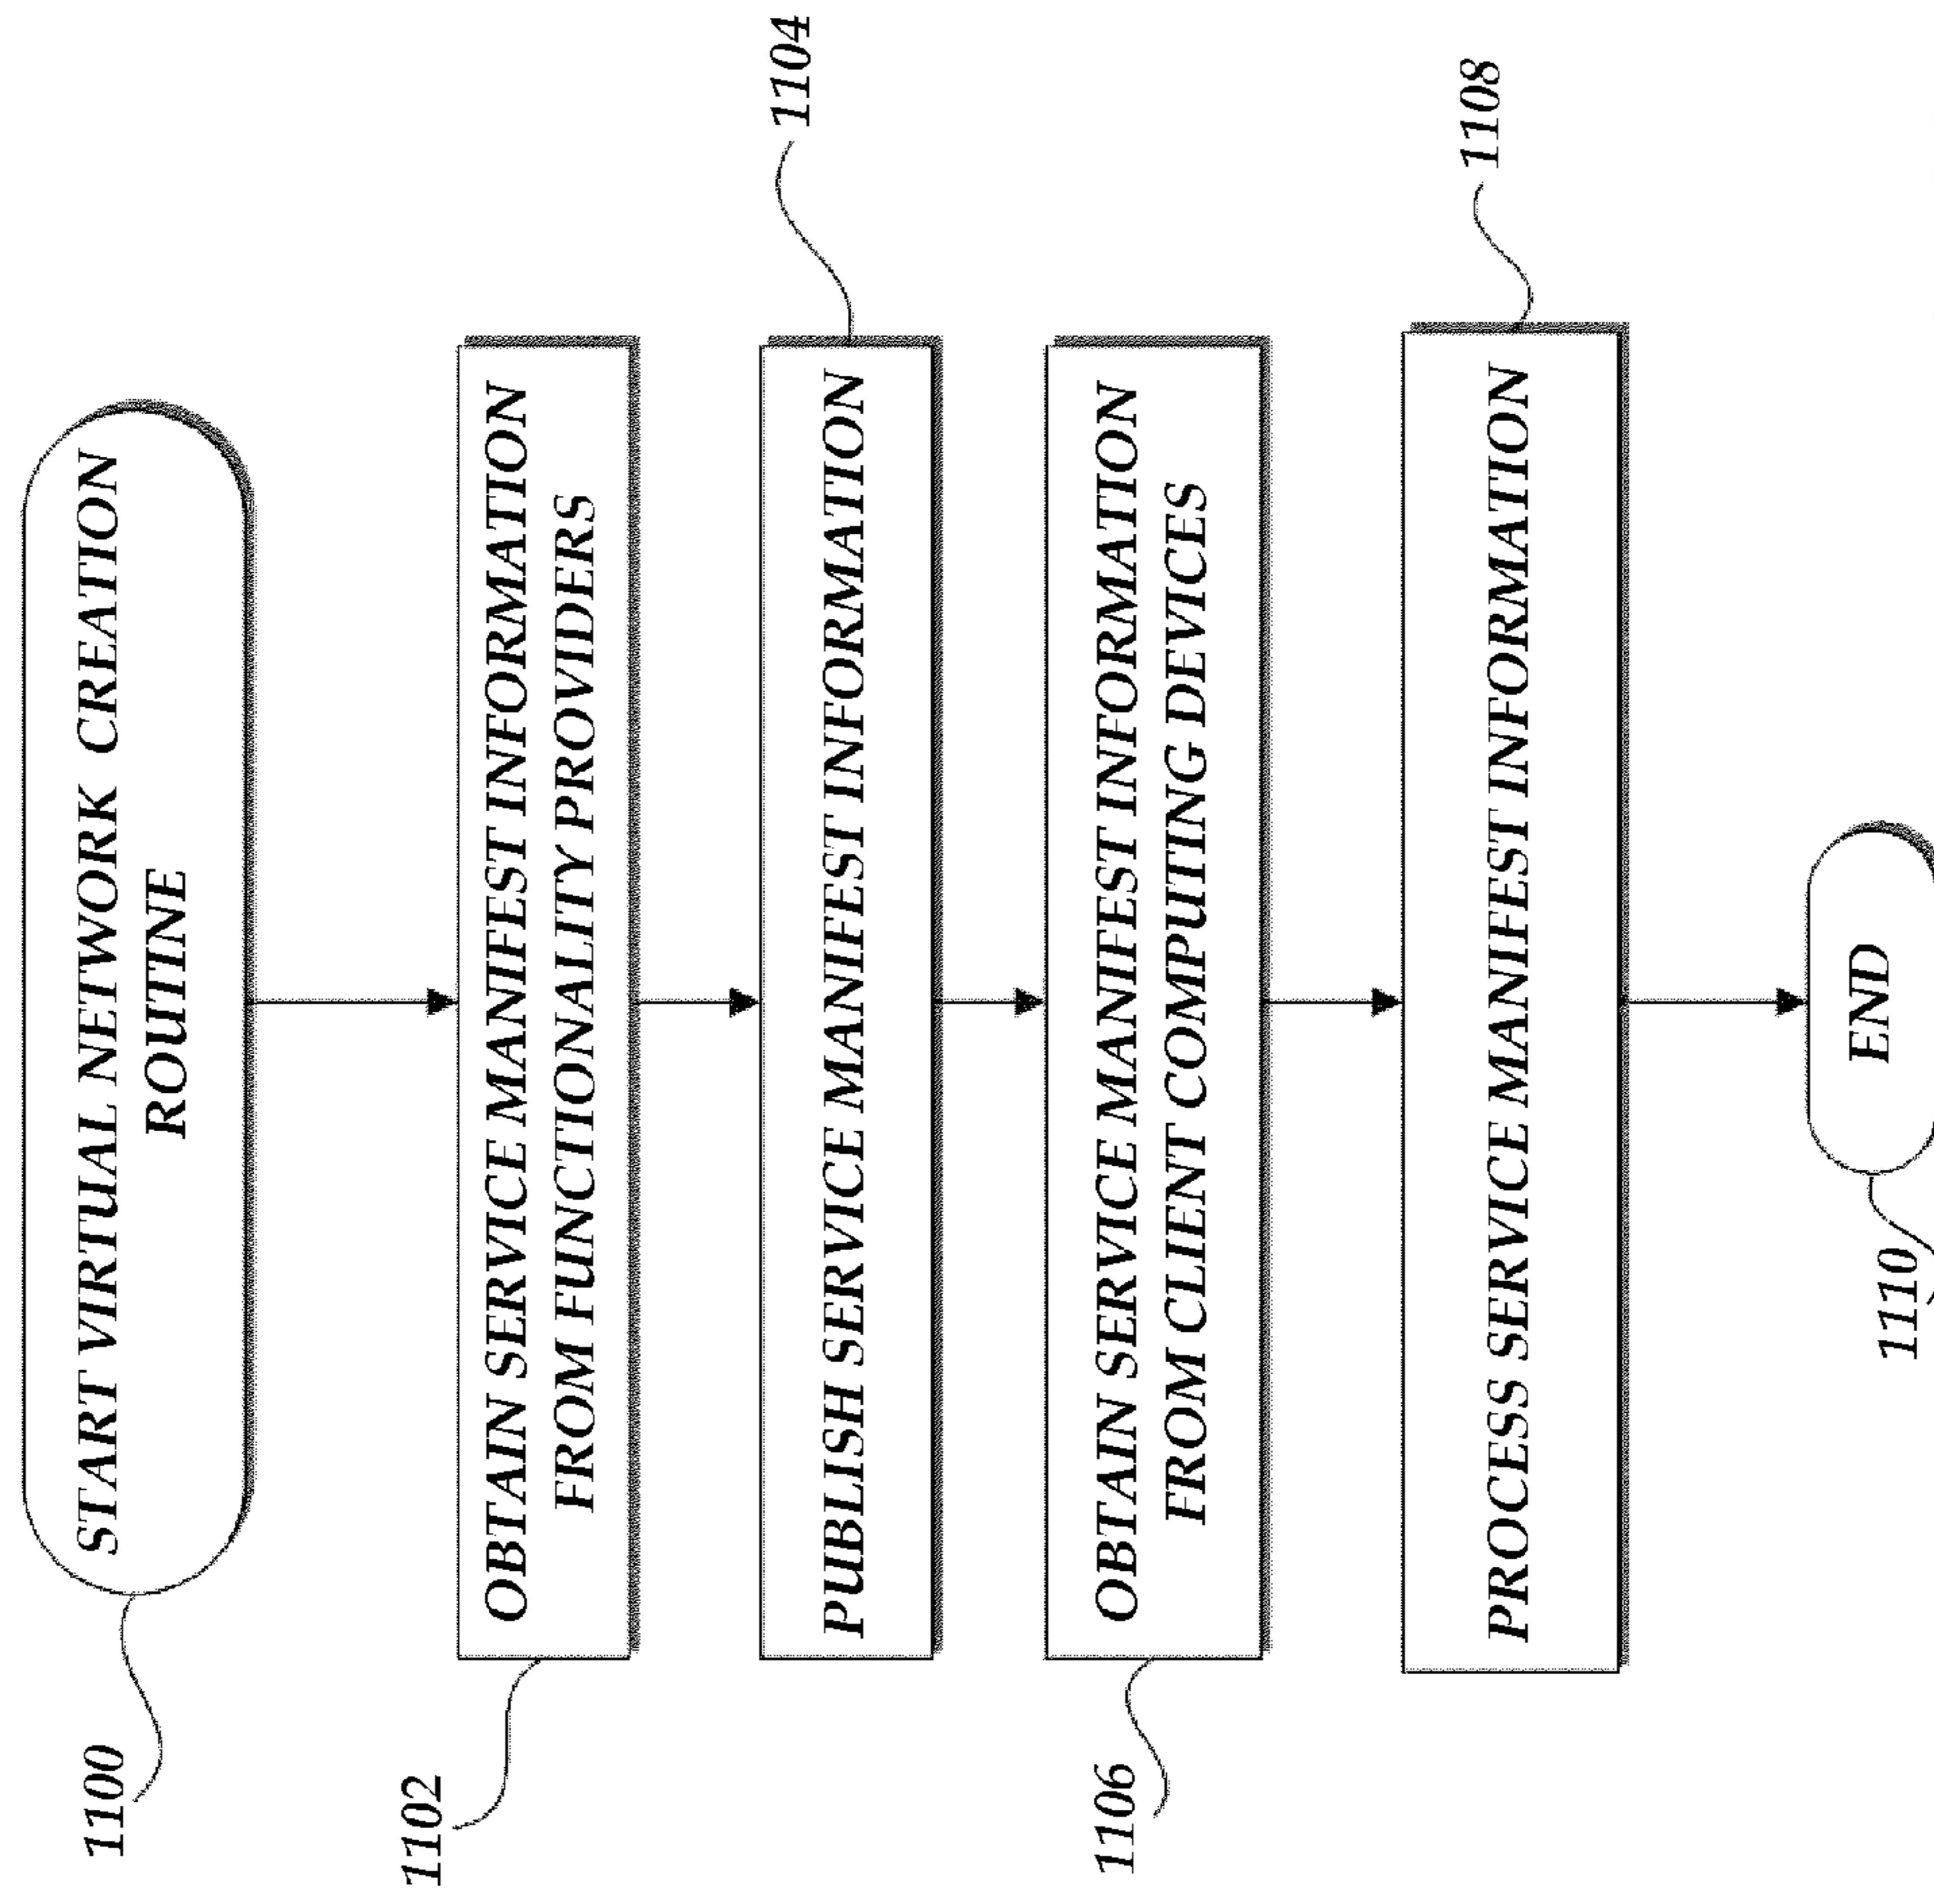 1100
START VIRTUAL NETWORK CREATION
ROUTINE
1102
OBTAIN SERVICE MANIFEST INFORMATION
FROM FUNCTIONALITY PROVIDERS
1104
PUBLISH SERVICE MANIFEST INFORMATION
1106
OBTAIN SERVICE MANIFEST INFORMATION
FROM CLIENT COMPUTING DEVICES
1108
PROCESS SERVICE MANIFEST INFORMATION
1110
END